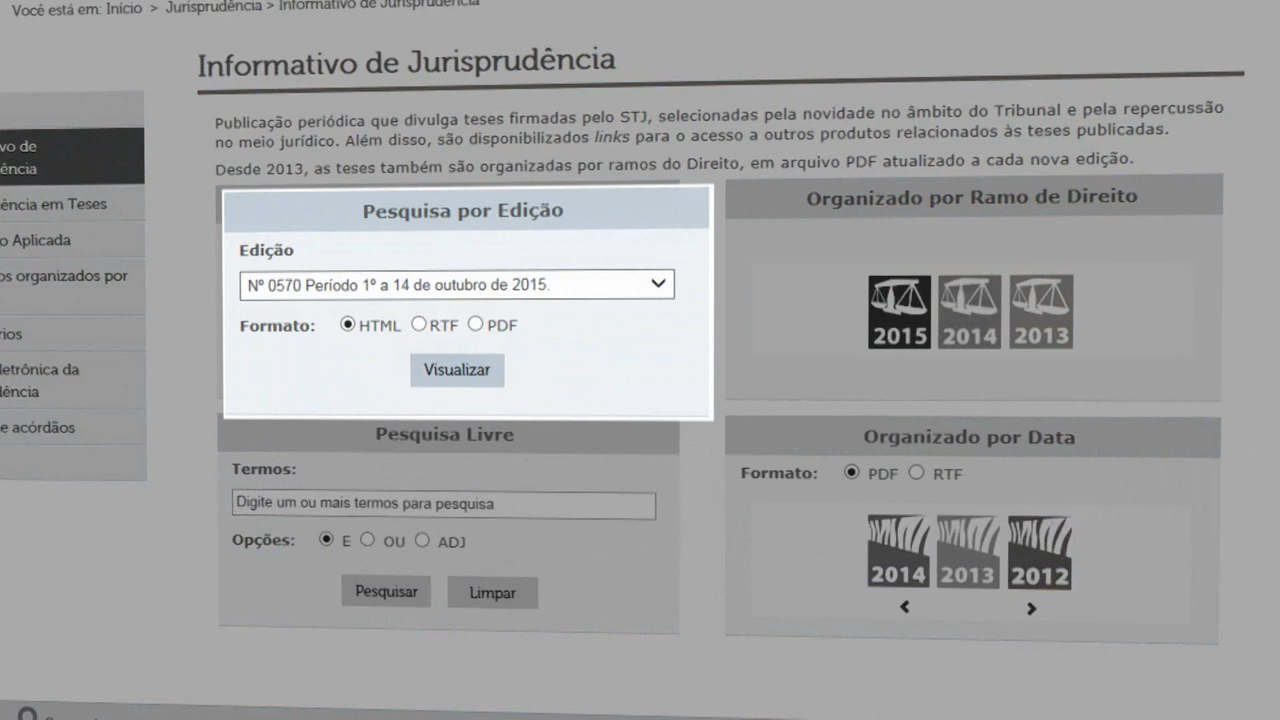 Você está em: Início > Jurisprudência > Informativo de Jurisprudência
Informativo de Jurisprudência
Publicação periódica que divulga teses firmadas pelo STJ, selecionadas pela novidade no âmbito do Tribunal e pela repercussão
no meio jurídico. Além disso, são disponibilizados links para o acesso a outros produtos relacionados às teses publicadas.
Desde 2013, as teses também são organizadas por ramos do Direito, em arquivo PDF atualizado a cada nova edição.
vo de
ência
ência em Teses
o Aplicada
os organizados por
rios
letrônica da
dência
e acórdãos
Pesquisa por Edição
Edição
Nº 0570 Período 1º a 14 de outubro de 2015.
Formato: HTML RTF PDF
Visualizar
Organizado por Ramo de Direito
2015 2014 2013
Pesquisa Livre
Termos:
Digite um ou mais termos para pesquisa
Opções: E OU ADJ
Pesquisar Limpar
Organizado por Data
Formato: PDF RTF
2014 2013 2012